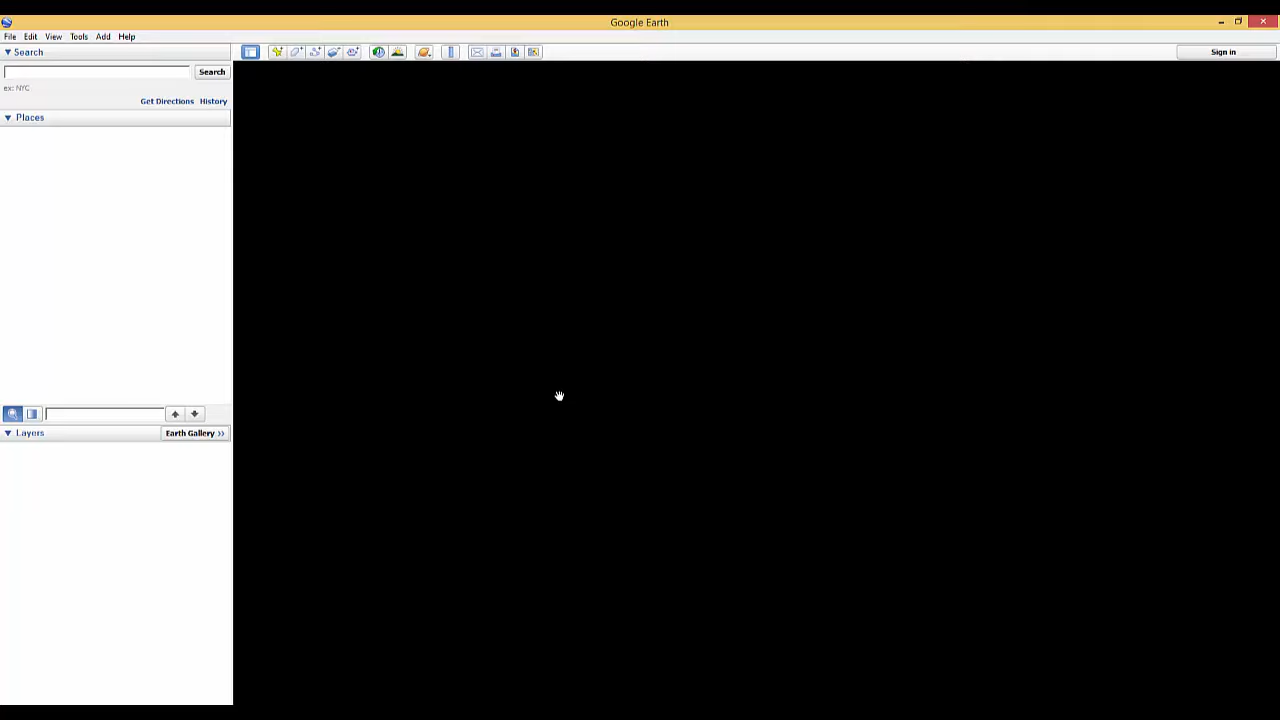 Google Earth
File Edit View Tools Add Help
Search
Sign in
Search
ex: NYC
Get Directions History
Places
Layers
Earth Gallery >>